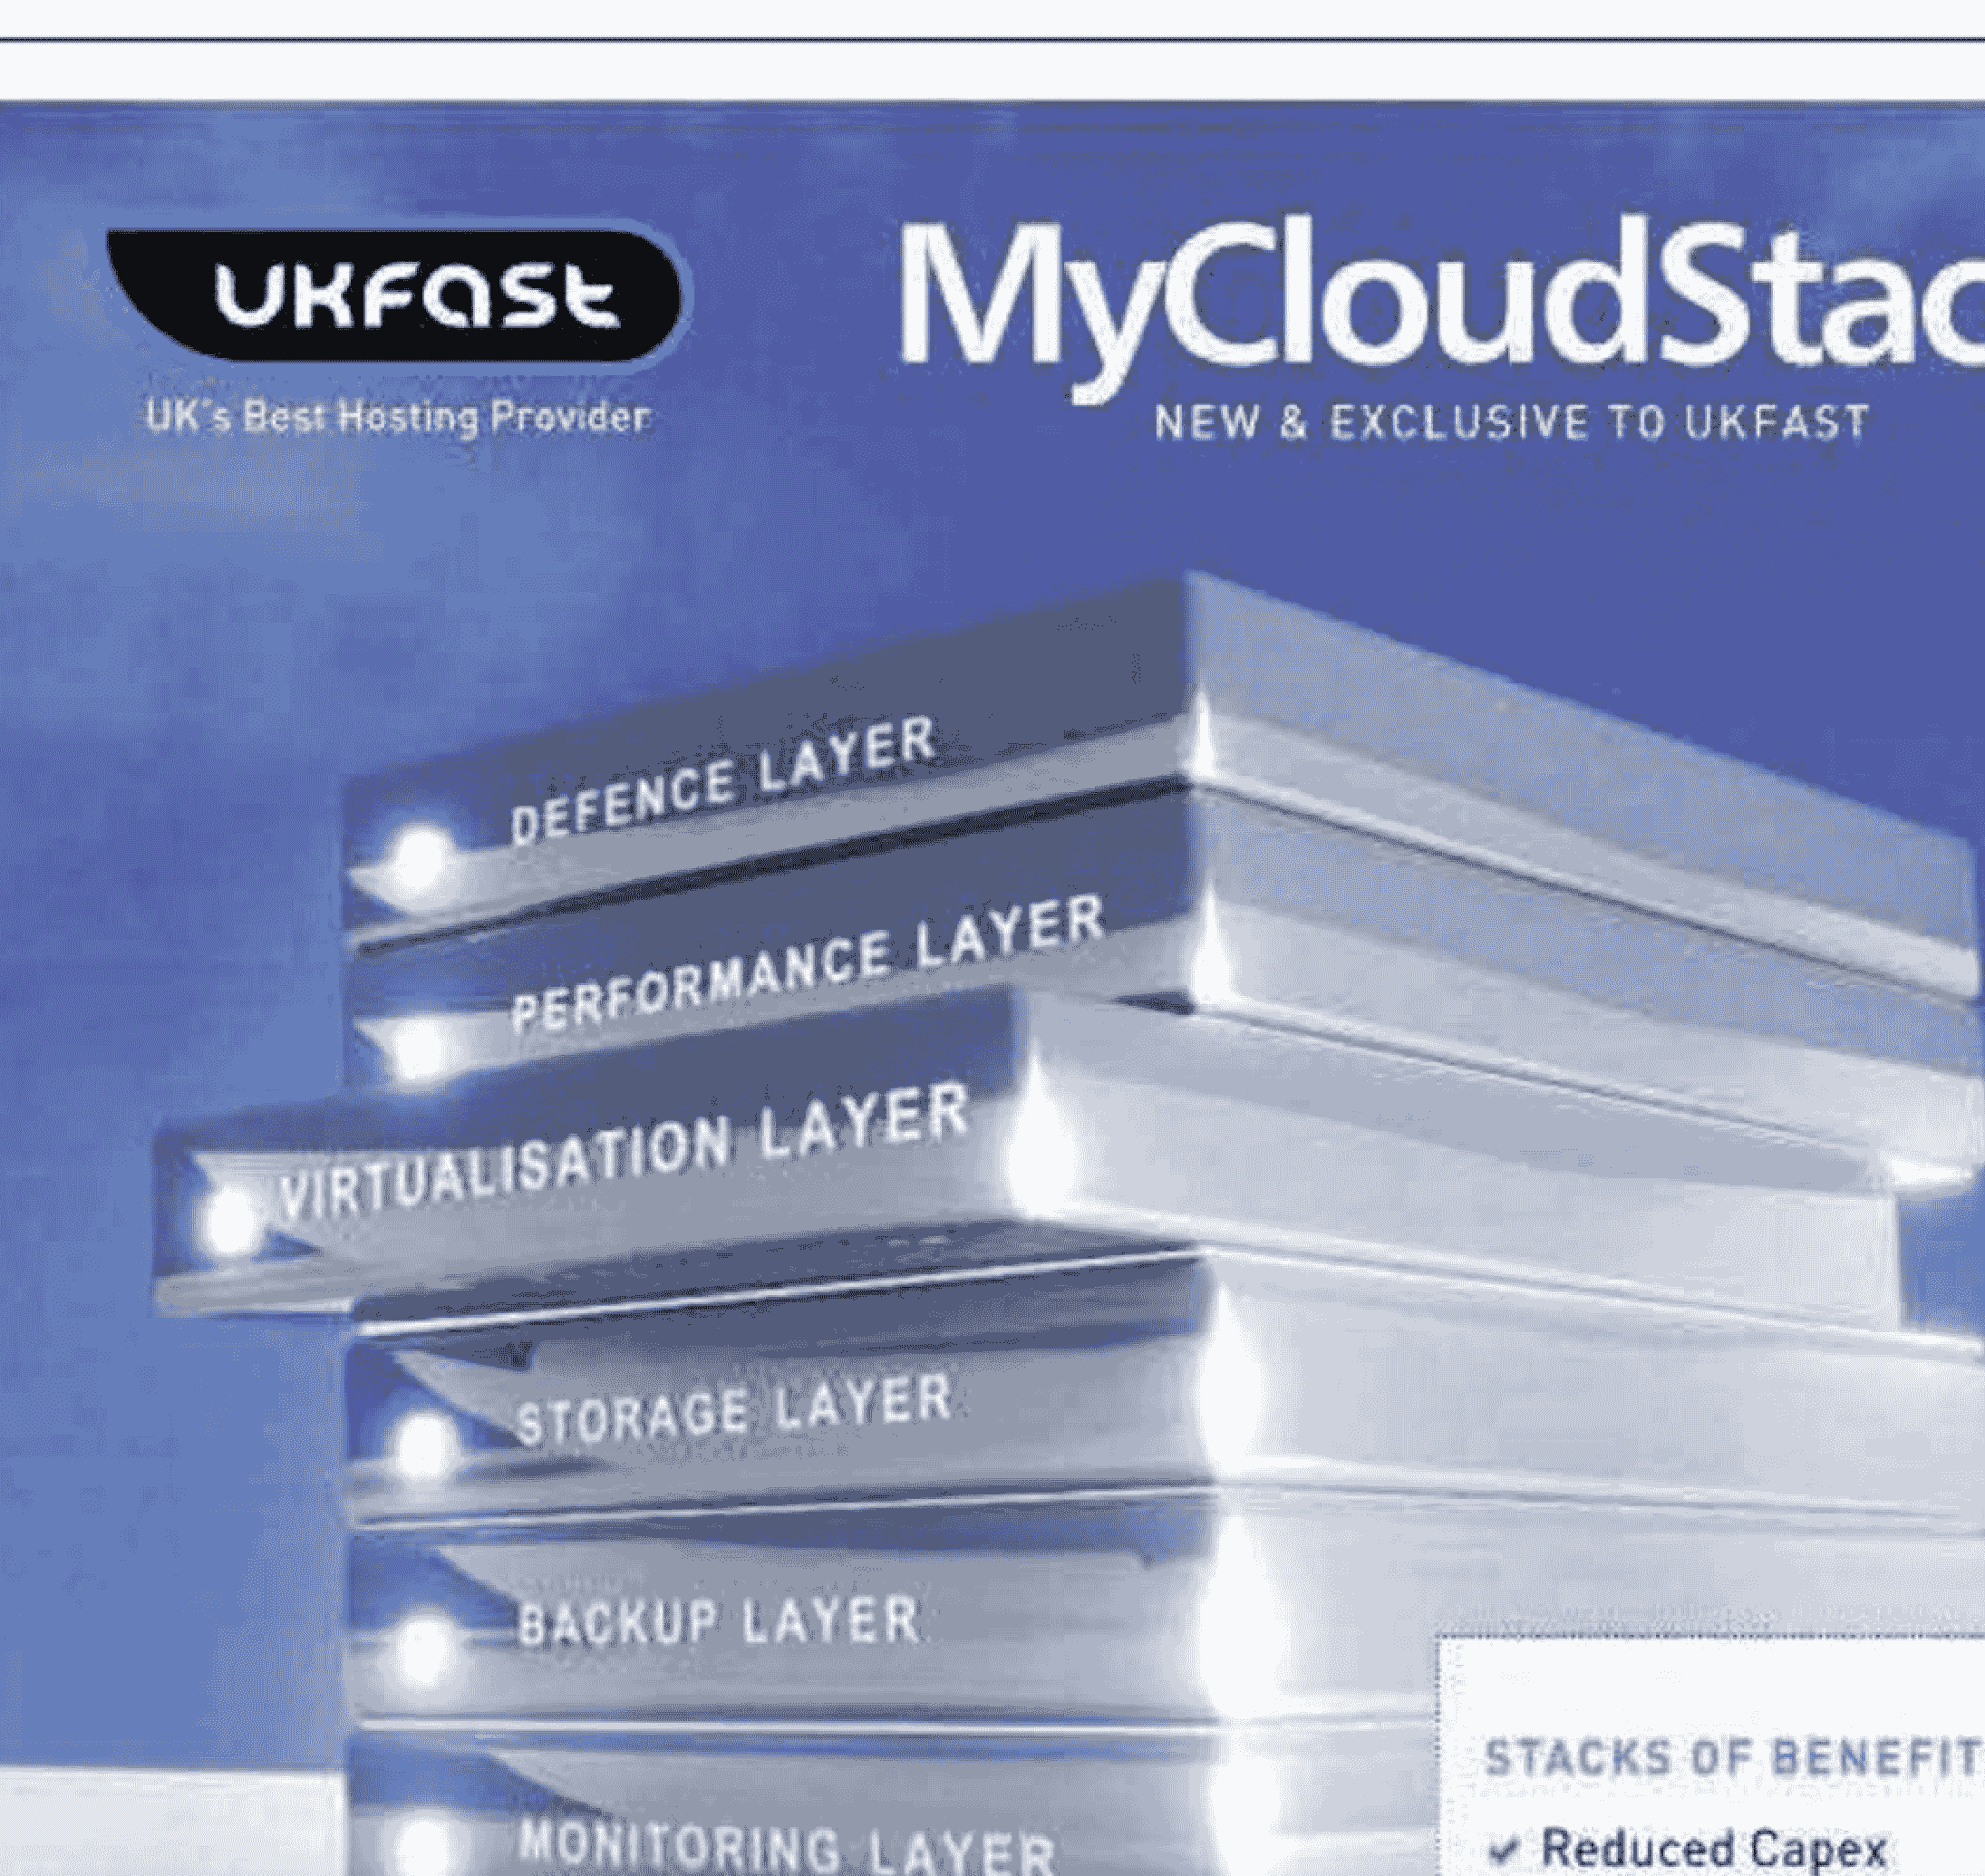 UKFAST
UK's Best Hosting Provider
MyCloudStac
NEW & EXCLUSIVE TO UKFAST
DEFENCE LAYER
PERFORMANCE LAYER
VIRTUALISATION LAYER
STORAGE LAYER
BACKUP LAYER
MONITORING LAYER
STACKS OF BENEFIT
✓ Reduced Capex